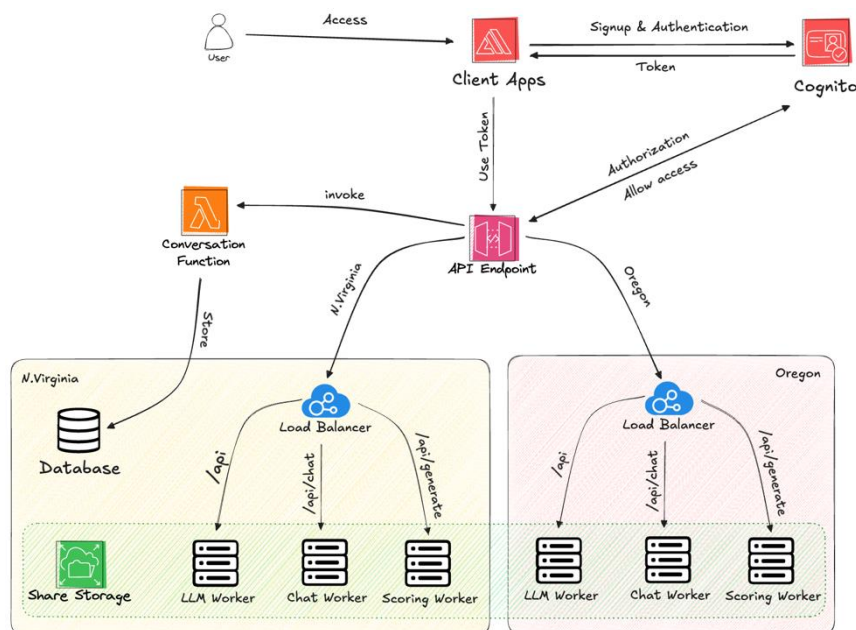 Access
Signup & Authentication
User
Token
Client Apps
Cognito
Use Token
Authorization
Allow access
invoke
Conversation
Function
API Endpoint
N.Virginia
Oregon
Store
N.Virginia
Oregon
Load Balancer
Load Balancer
Database
/api
/api/chat
/api/generate
/api
/api/chat
/api/generate
Share Storage
LLM Worker
Chat Worker
Scoring Worker
LLM Worker
Chat Worker
Scoring Worker